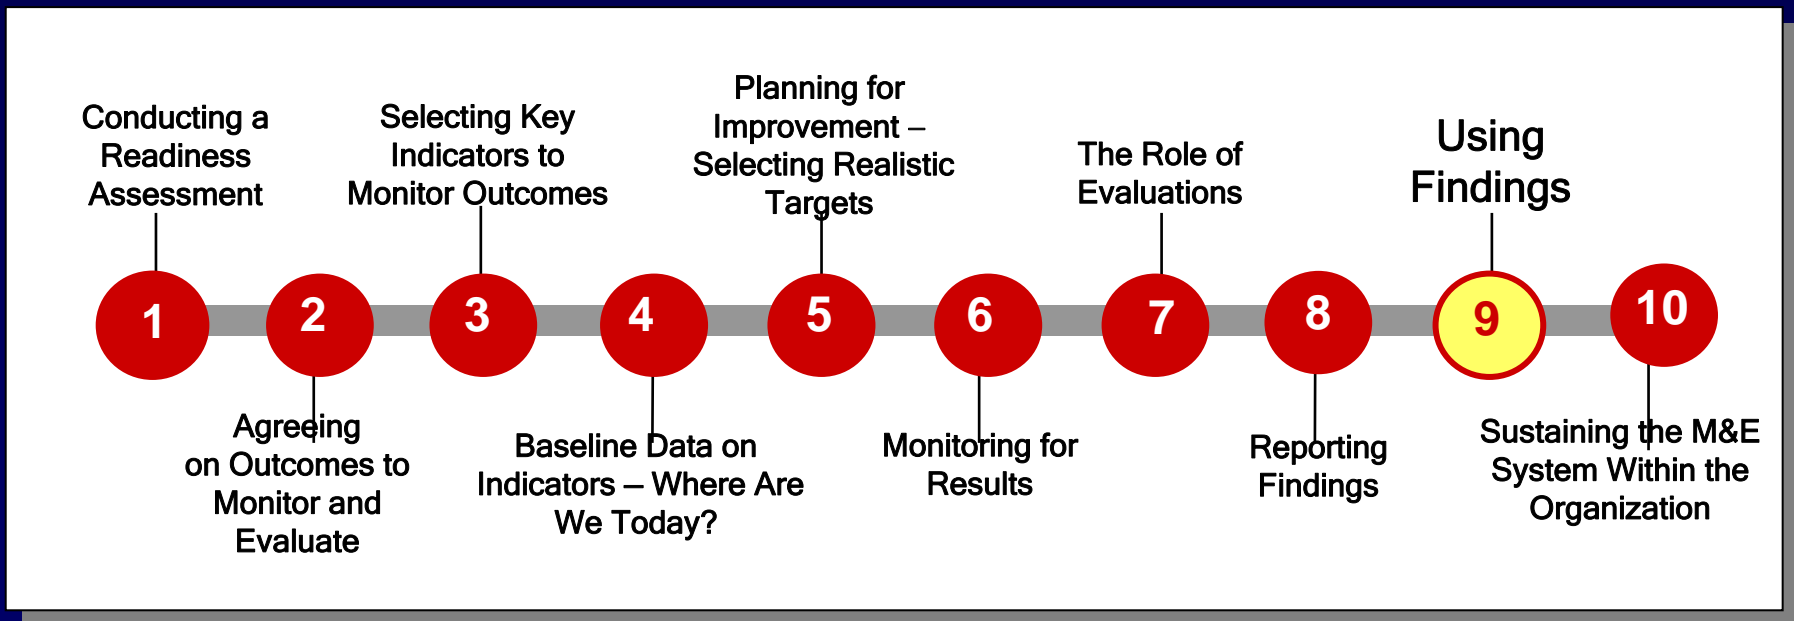 Conducting a
Readiness
Assessment
Selecting Key
Indicators to
Monitor Outcomes
Planning for
Improvement –
Selecting Realistic
Targets
The Role of
Evaluations
Using
Findings
1
2
3
4
5
6
7
8
9
10
Agreeing
on Outcomes to
Monitor and
Evaluate
Baseline Data on
Indicators – Where Are
We Today?
Monitoring for
Results
Reporting
Findings
Sustaining the M&E
System Within the
Organization